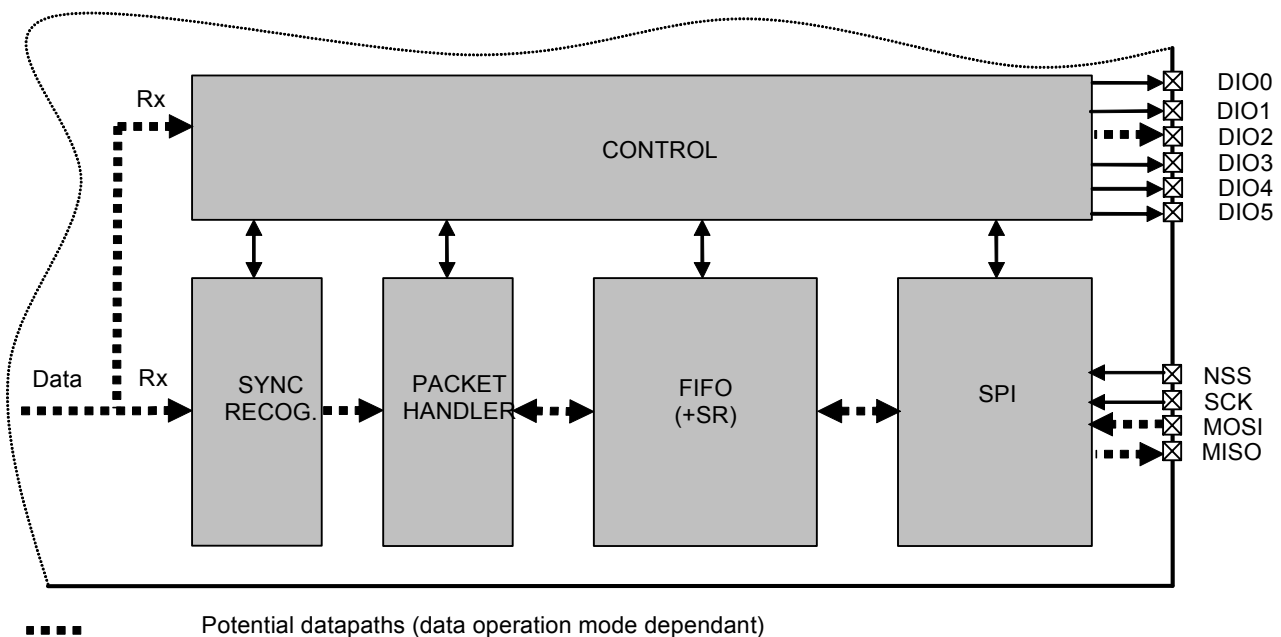 Rx
CONTROL
DIO0
DIO1
DIO2
DIO3
DIO4
DIO5
Data
Rx
SYNC
RECOG.
PACKET
HANDLER
FIFO
(+SR)
SPI
NSS
SCK
MOSI
MISO
Potential datapaths (data operation mode dependant)